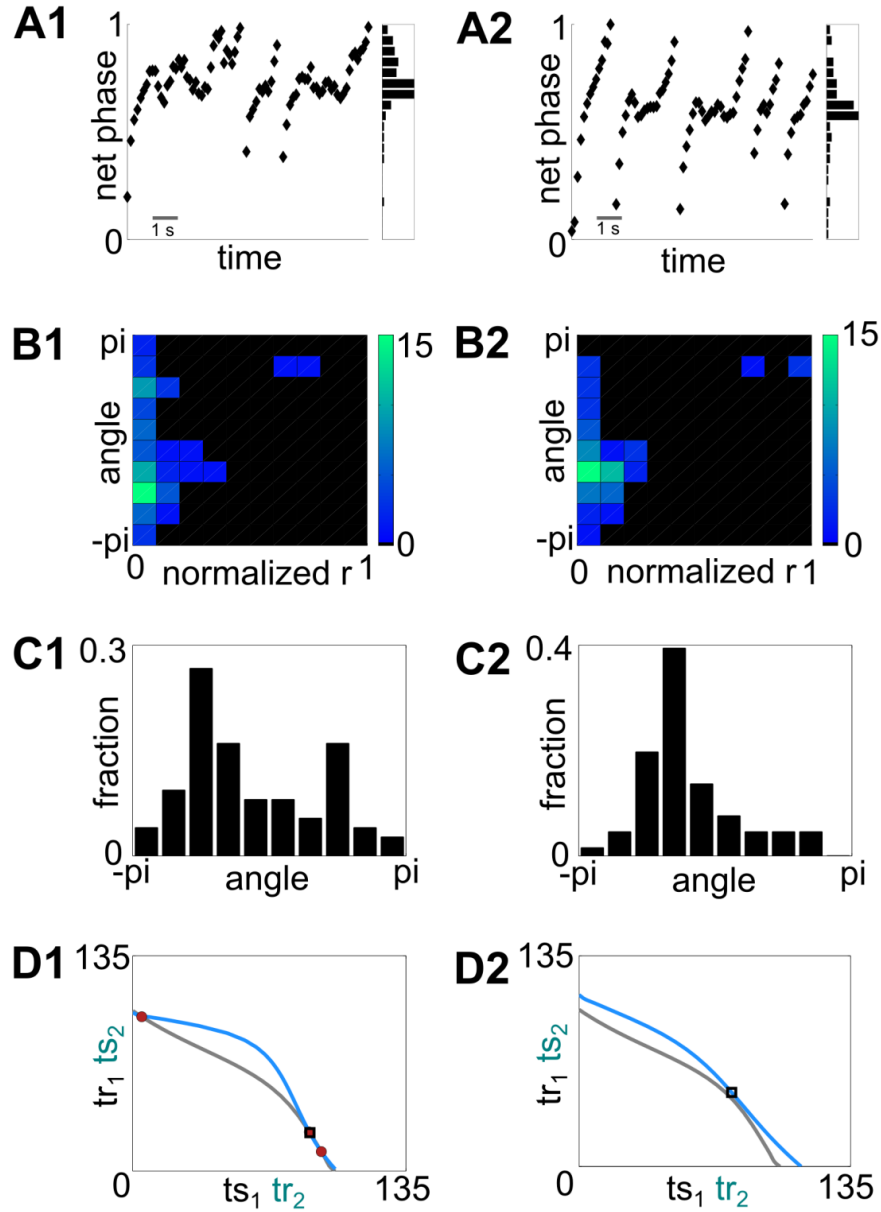 A1
1
net phase
0
1 s
time
A2
1
net phase
0
1 s
time
B1
pi
angle
-pi
0
normalized r
1
15
0
B2
pi
angle
-pi
0
normalized r
1
15
0
C1
0.3
fraction
0
-pi
angle
pi
C2
0.4
fraction
0
-pi
angle
pi
D1
135
tr1 ts2
0
ts1 tr2
135
D2
135
tr1 ts2
0
ts1 tr2
135